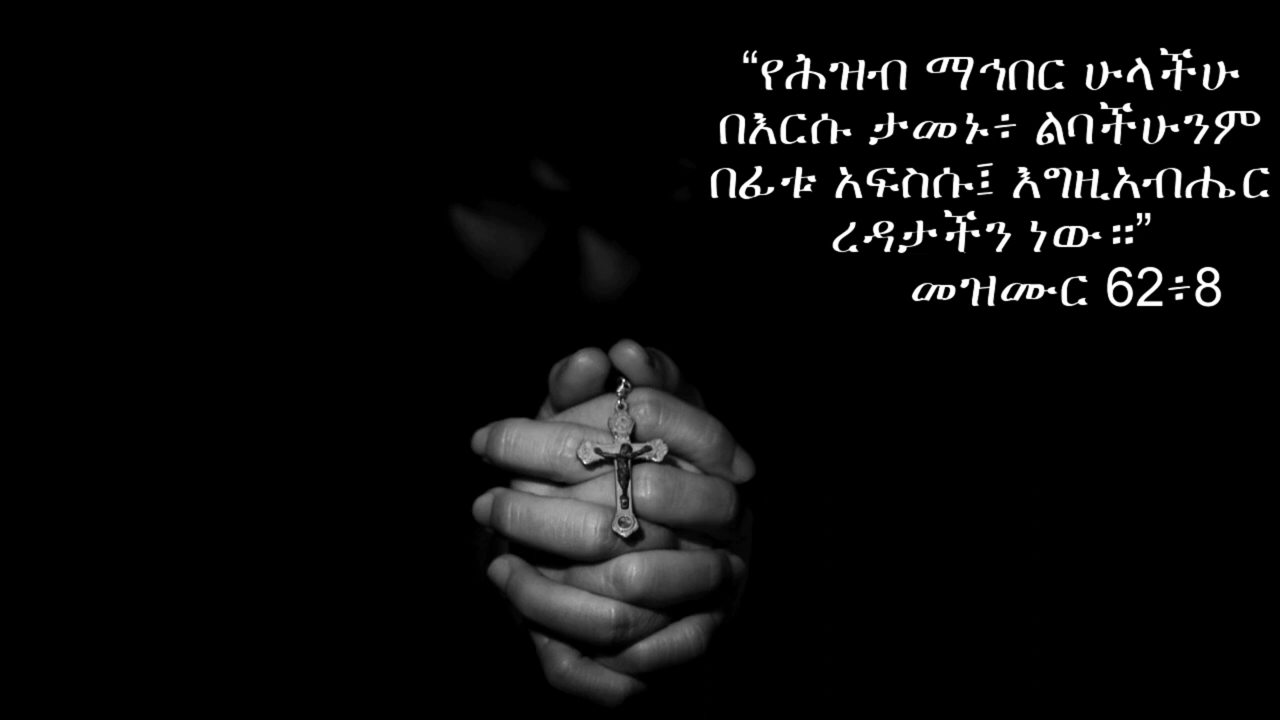 “የሕዝብ ማኅበር ሁላችሁ
በእርሱ ታመኑ፥ ልባችሁንም
በፊቱ አፍስሱ፤ እግዚአብሔር
ረዳታችን ነው።”
መዝሙር 62፥8